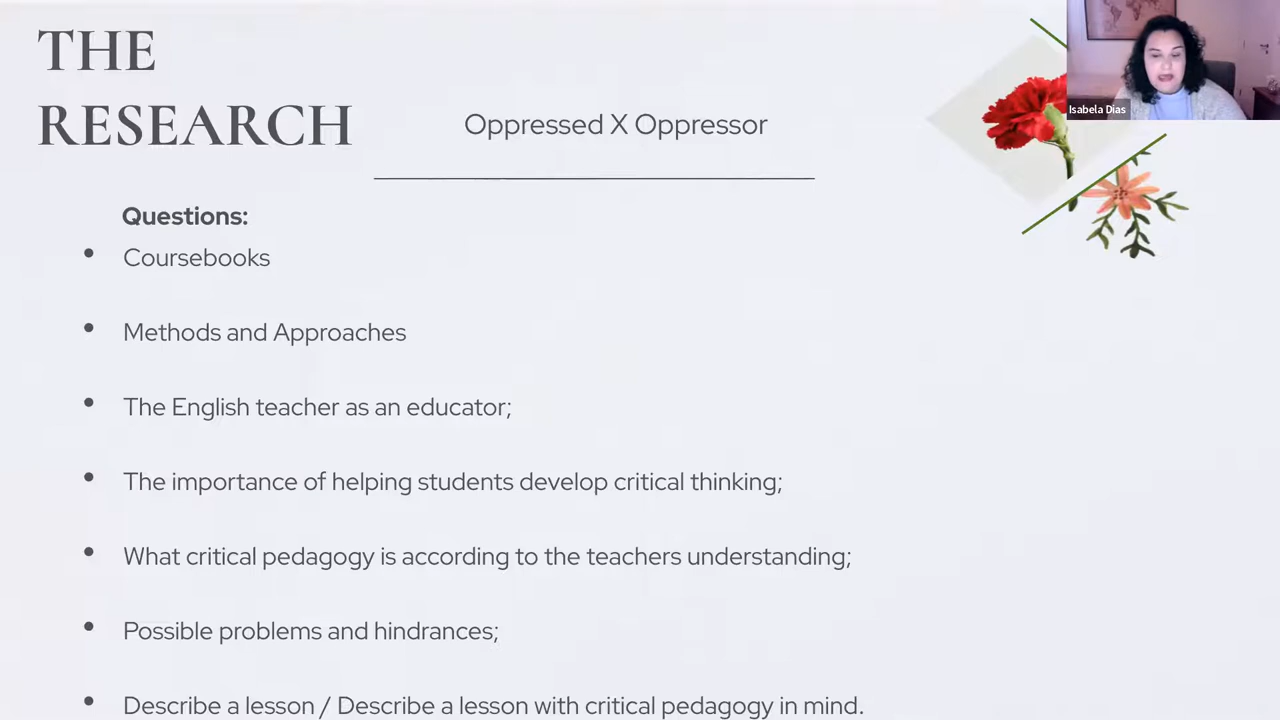 THE
RESEARCH
Oppressed X Oppressor
Isabela Dias
Questions:
• Coursebooks
• Methods and Approaches
• The English teacher as an educator;
• The importance of helping students develop critical thinking;
• What critical pedagogy is according to the teachers understanding;
• Possible problems and hindrances;
• Describe a lesson / Describe a lesson with critical pedagogy in mind.